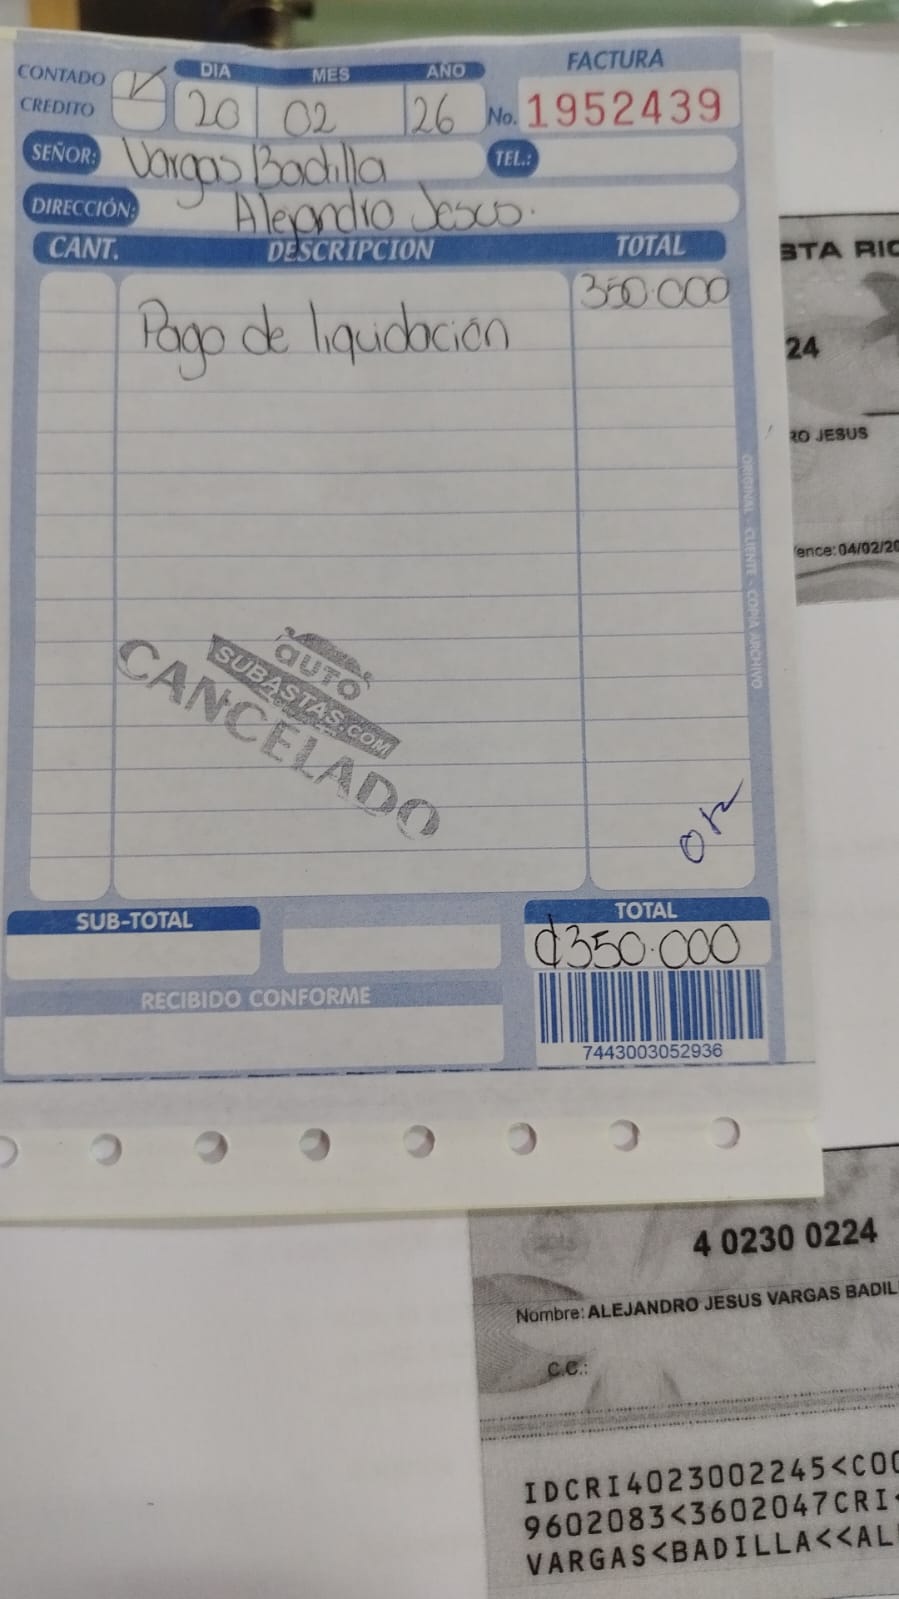 CONTADO
CREDITO
DIA MES AÑO
20 02 26
FACTURA
No. 1952439
SEÑOR: Vargas Badilla
TEL.:
DIRECCIÓN: Alejandro Jesus.
CANT. DESCRIPCION TOTAL
350.000
Pago de liquidación
ORIGINAL - CLIENTE - COPIA ARCHIVO
AUTO
SUBASTAS.COM
CANCELADO
SUB-TOTAL
TOTAL
₡350.000
RECIBIDO CONFORME
7443003052936
STA RIC
24
RO JESUS
ence: 04/02/20
4 0230 0224
Nombre: ALEJANDRO JESUS VARGAS BADIL
C.C.:
IDCRI4023002245<C00
9602083<3602047CRI<
VARGAS<BADILLA<<AL